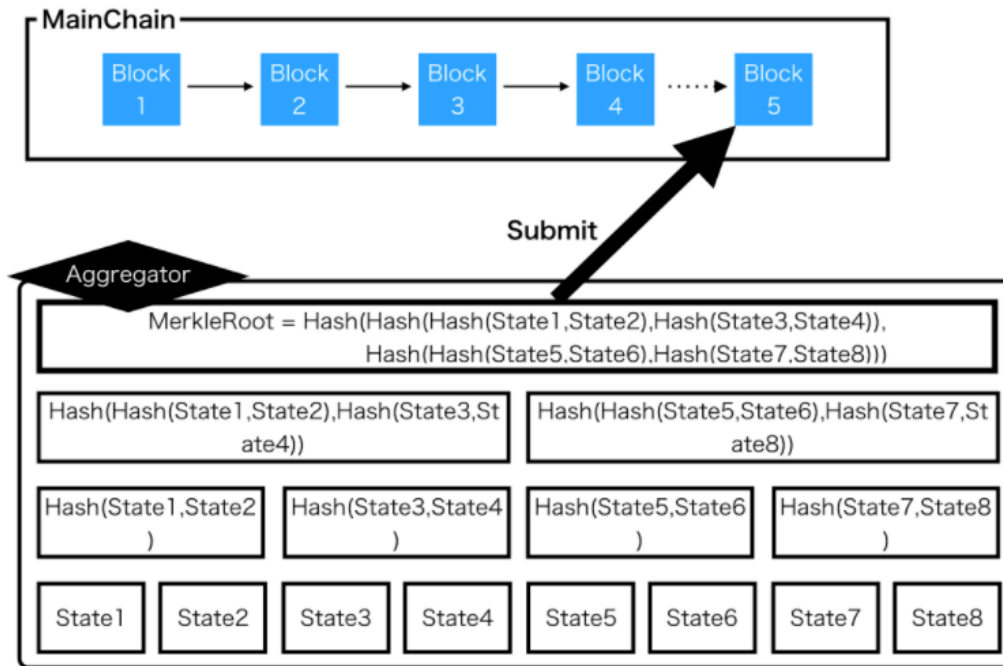 MainChain
Block
1
Block
2
Block
3
Block
4
Block
5
Submit
Aggregator
MerkleRoot = Hash(Hash(Hash(State1,State2),Hash(State3,State4)),
Hash(Hash(State5,State6),Hash(State7,State8)))
Hash(Hash(State1,State2),Hash(State3,St
ate4))
Hash(Hash(State5,State6),Hash(State7,St
ate8))
Hash(State1,State2
)
Hash(State3,State4
)
Hash(State5,State6
)
Hash(State7,State8
)
State1
State2
State3
State4
State5
State6
State7
State8